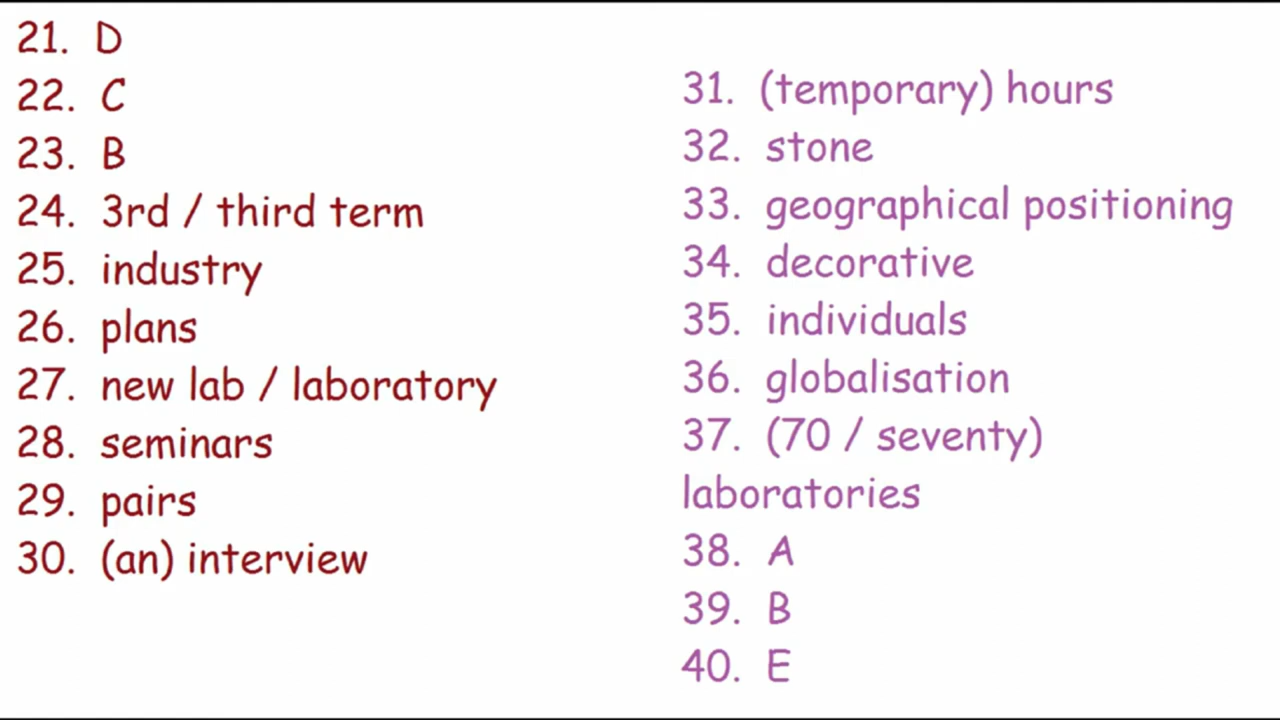 21. D
22. C
23. B
24. 3rd / third term
25. industry
26. plans
27. new lab / laboratory
28. seminars
29. pairs
30. (an) interview
31. (temporary) hours
32. stone
33. geographical positioning
34. decorative
35. individuals
36. globalisation
37. (70 / seventy)
laboratories
38. A
39. B
40. E